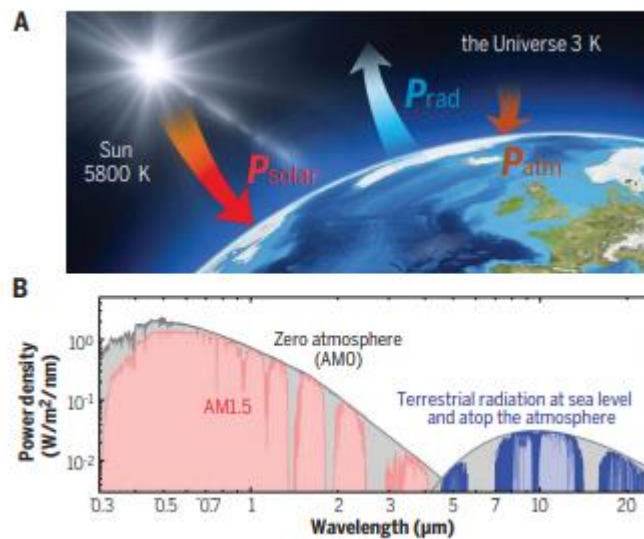 A
the Universe 3 K
Prad
Sun
5800 K
Psolar
Patm
B
Power density
(W/m²/nm)
10⁰
10⁻¹
10⁻²
Zero atmosphere
(AM0)
AM1.5
Terrestrial radiation at sea level
and atop the atmosphere
0.3 0.5 0.7 1 2 3 5 7 10 20
Wavelength (µm)